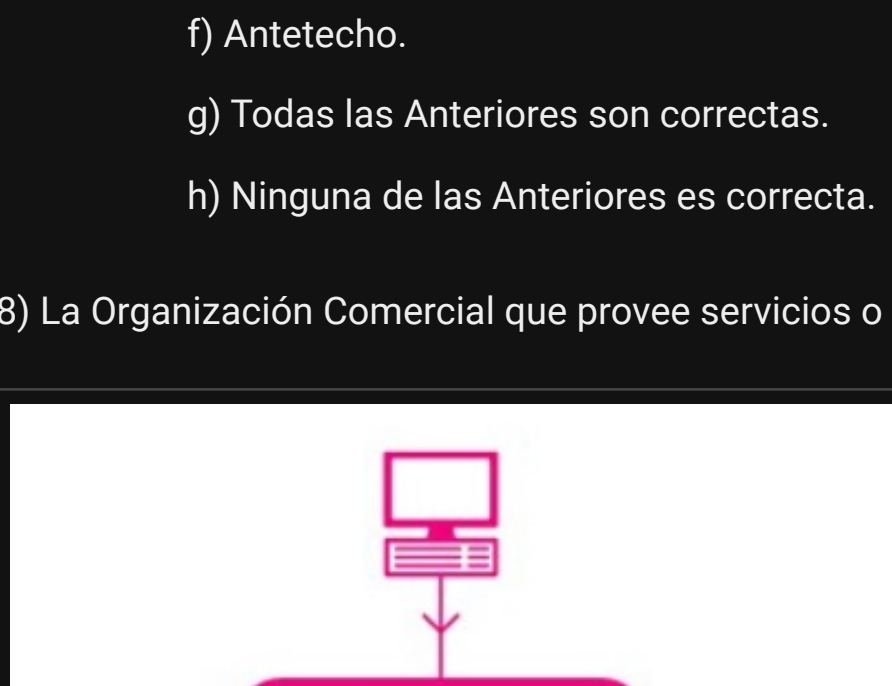 f) Antetecho.
g) Todas las Anteriores son correctas.
h) Ninguna de las Anteriores es correcta.
8) La Organización Comercial que provee servicios o